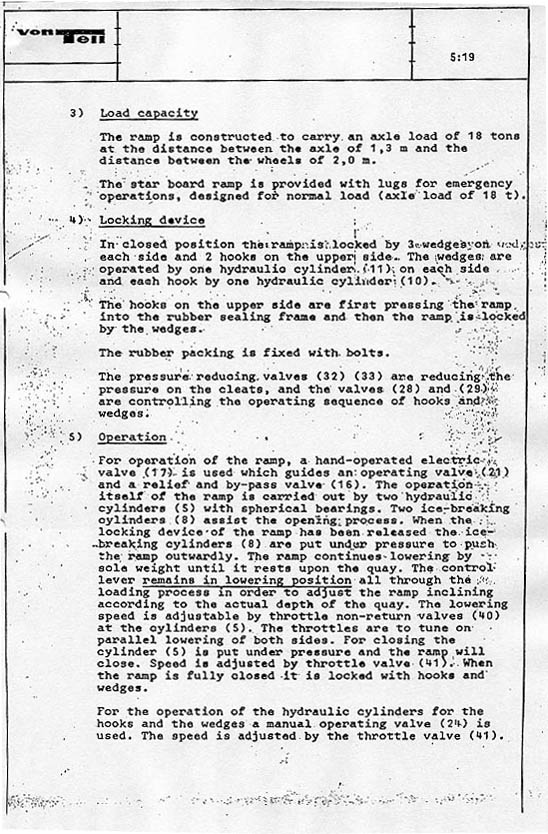 von Tell
5:19
3) Load capacity
The ramp is constructed to carry an axle load of 18 tons
at the distance between the axle of 1,3 m and the
distance between the wheels of 2,0 m.
The star board ramp is provided with lugs for emergency
operations, designed for normal load (axle load of 18 t).
4) Locking device
In closed position the ramp is locked by 3 wedges on
each side and 2 hooks on the upper side. The wedges are
operated by one hydraulic cylinder (11) on each side
and each hook by one hydraulic cylinder (10).
The hooks on the upper side are first pressing the ramp
into the rubber sealing frame and then the ramp is locked
by the wedges.
The rubber packing is fixed with bolts.
The pressure reducing valves (32) (33) are reducing the
pressure on the cleats, and the valves (28) and (29)
are controlling the operating sequence of hooks and
wedges.
5) Operation
For operation of the ramp, a hand-operated electric
valve (17) is used which guides an operating valve (21)
and a relief and by-pass valve (16). The operation
itself of the ramp is carried out by two hydraulic
cylinders (5) with spherical bearings. Two ice-breaking
cylinders (8) assist the opening process. When the
locking device of the ramp has been released the ice-
breaking cylinders (8) are put under pressure to push
the ramp outwardly. The ramp continues lowering by
sole weight until it rests upon the quay. The control
lever remains in lowering position all through the
loading process in order to adjust the ramp inclining
according to the actual depth of the quay. The lowering
speed is adjustable by throttle non-return valves (40)
at the cylinders (5). The throttles are to tune on
parallel lowering of both sides. For closing the
cylinder (5) is put under pressure and the ramp will
close. Speed is adjusted by throttle valve (41). When
the ramp is fully closed it is locked with hooks and
wedges.
For the operation of the hydraulic cylinders for the
hooks and the wedges a manual operating valve (24) is
used. The speed is adjusted by the throttle valve (41).